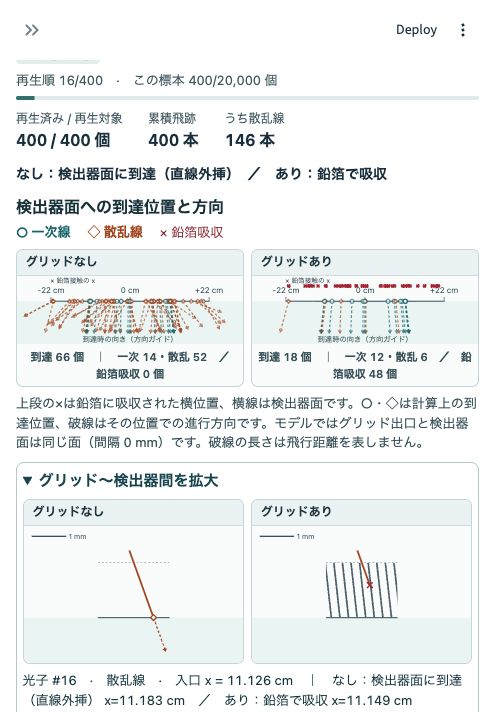 Deploy
再生順 16/400 · この標本 400/20,000 個
再生済み / 再生対象 累積飛跡 うち散乱線
400 / 400 個 400 本 146 本
なし：検出器面に到達（直線外挿） ／ あり：鉛箔で吸収
検出器面への到達位置と方向
一次線 散乱線 × 鉛箔吸収
グリッドなし
× 鉛箔接触の x
-22 cm 0 cm +22 cm
到達時の向き（方向ガイド）
到達 66 個 ｜ 一次 14・散乱 52 ／
鉛箔吸収 0 個
グリッドあり
× 鉛箔接触の x
-22 cm 0 cm +22 cm
到達時の向き（方向ガイド）
到達 18 個 ｜ 一次 12・散乱 6 ／ 鉛
箔吸収 48 個
上段の×は鉛箔に吸収された横位置、横線は検出器面です。○・◇は計算上の到
達位置、破線はその位置での進行方向です。モデルではグリッド出口と検出器
面は同じ面（間隔 0 mm）です。破線の長さは飛行距離を表しません。
▼ グリッド〜検出器間を拡大
グリッドなし
1 mm
グリッドあり
1 mm
光子 #16 · 散乱線 · 入口 x = 11.126 cm ｜ なし：検出器面に到達
（直線外挿） x=11.183 cm ／ あり：鉛箔で吸収 x=11.149 cm